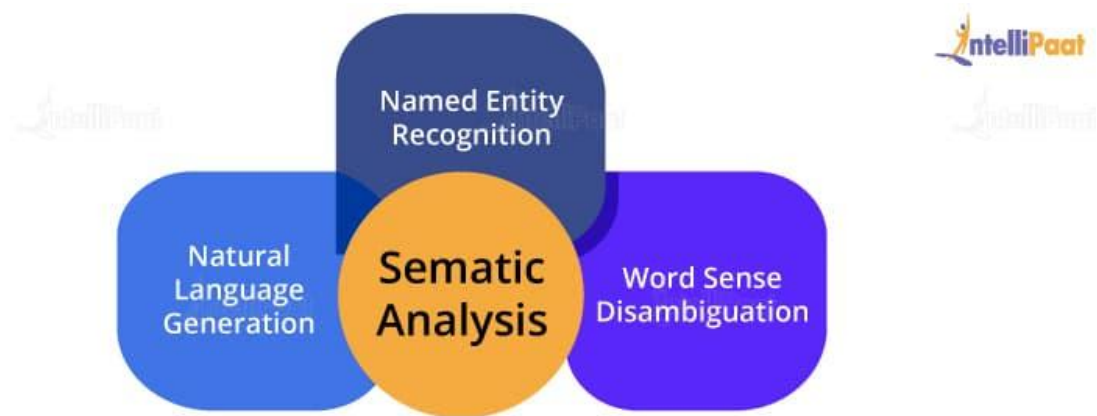 IntelliPaat
Named Entity
Recognition
Natural
Language
Generation
Sematic
Analysis
Word Sense
Disambiguation